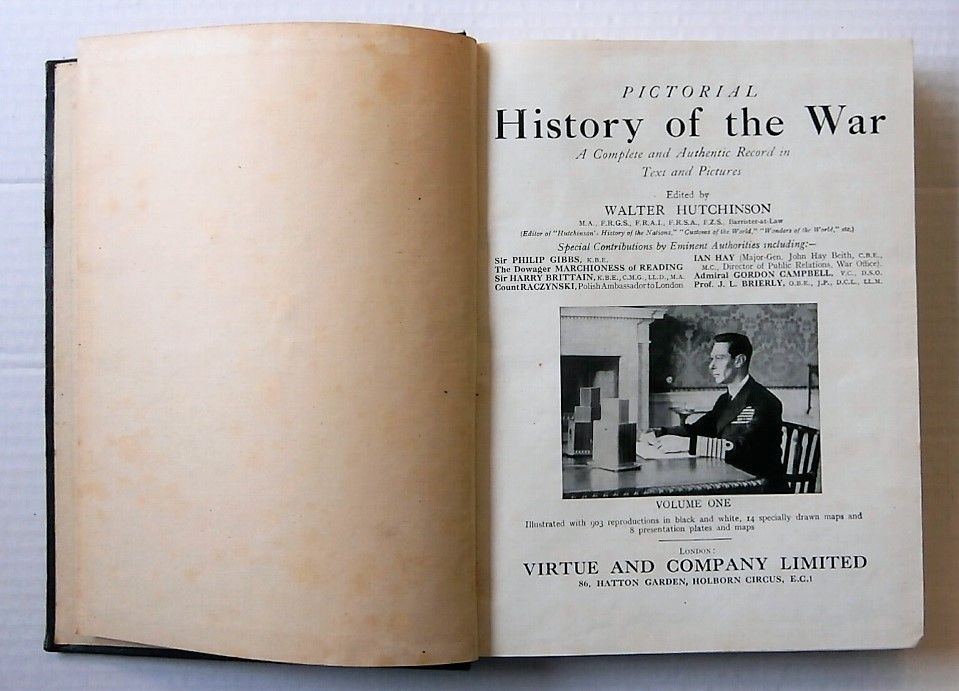 PICTORIAL
History of the War
A Complete and Authentic Record in
Text and Pictures
Edited by
WALTER HUTCHINSON
M.A., F.R.G.S., F.R.A.I., F.R.S.A., F.Z.S., Barrister-at-Law
(Editor of "Hutchinson's History of the Nations," "Customs of the World," "Wonders of the World," etc.)
Special Contributions by Eminent Authorities including:—
Sir PHILIP GIBBS, K.B.E.
The Dowager MARCHIONESS of READING
Sir HARRY BRITTAIN, K.B.E., C.M.G., LL.D., M.A.
Count RACZYNSKI, Polish Ambassador to London
IAN HAY (Major-Gen. John Hay Beith, C.B.E.,
M.C., Director of Public Relations, War Office).
Admiral GORDON CAMPBELL, V.C., D.S.O.
Prof. J. L. BRIERLY, O.B.E., J.P., D.C.L., LL.M.
VOLUME ONE
Illustrated with 903 reproductions in black and white, 14 specially drawn maps and
8 presentation plates and maps
LONDON:
VIRTUE AND COMPANY LIMITED
86, HATTON GARDEN, HOLBORN CIRCUS, E.C.1